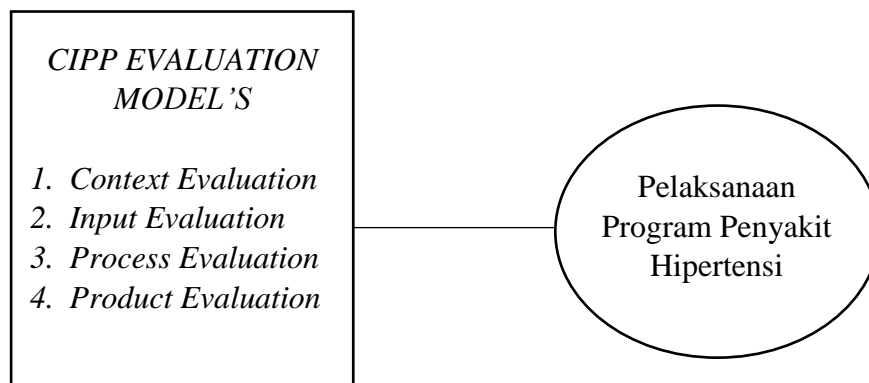 CIPP EVALUATION
MODEL’S
1. Context Evaluation
2. Input Evaluation
3. Process Evaluation
4. Product Evaluation
Pelaksanaan
Program Penyakit
Hipertensi